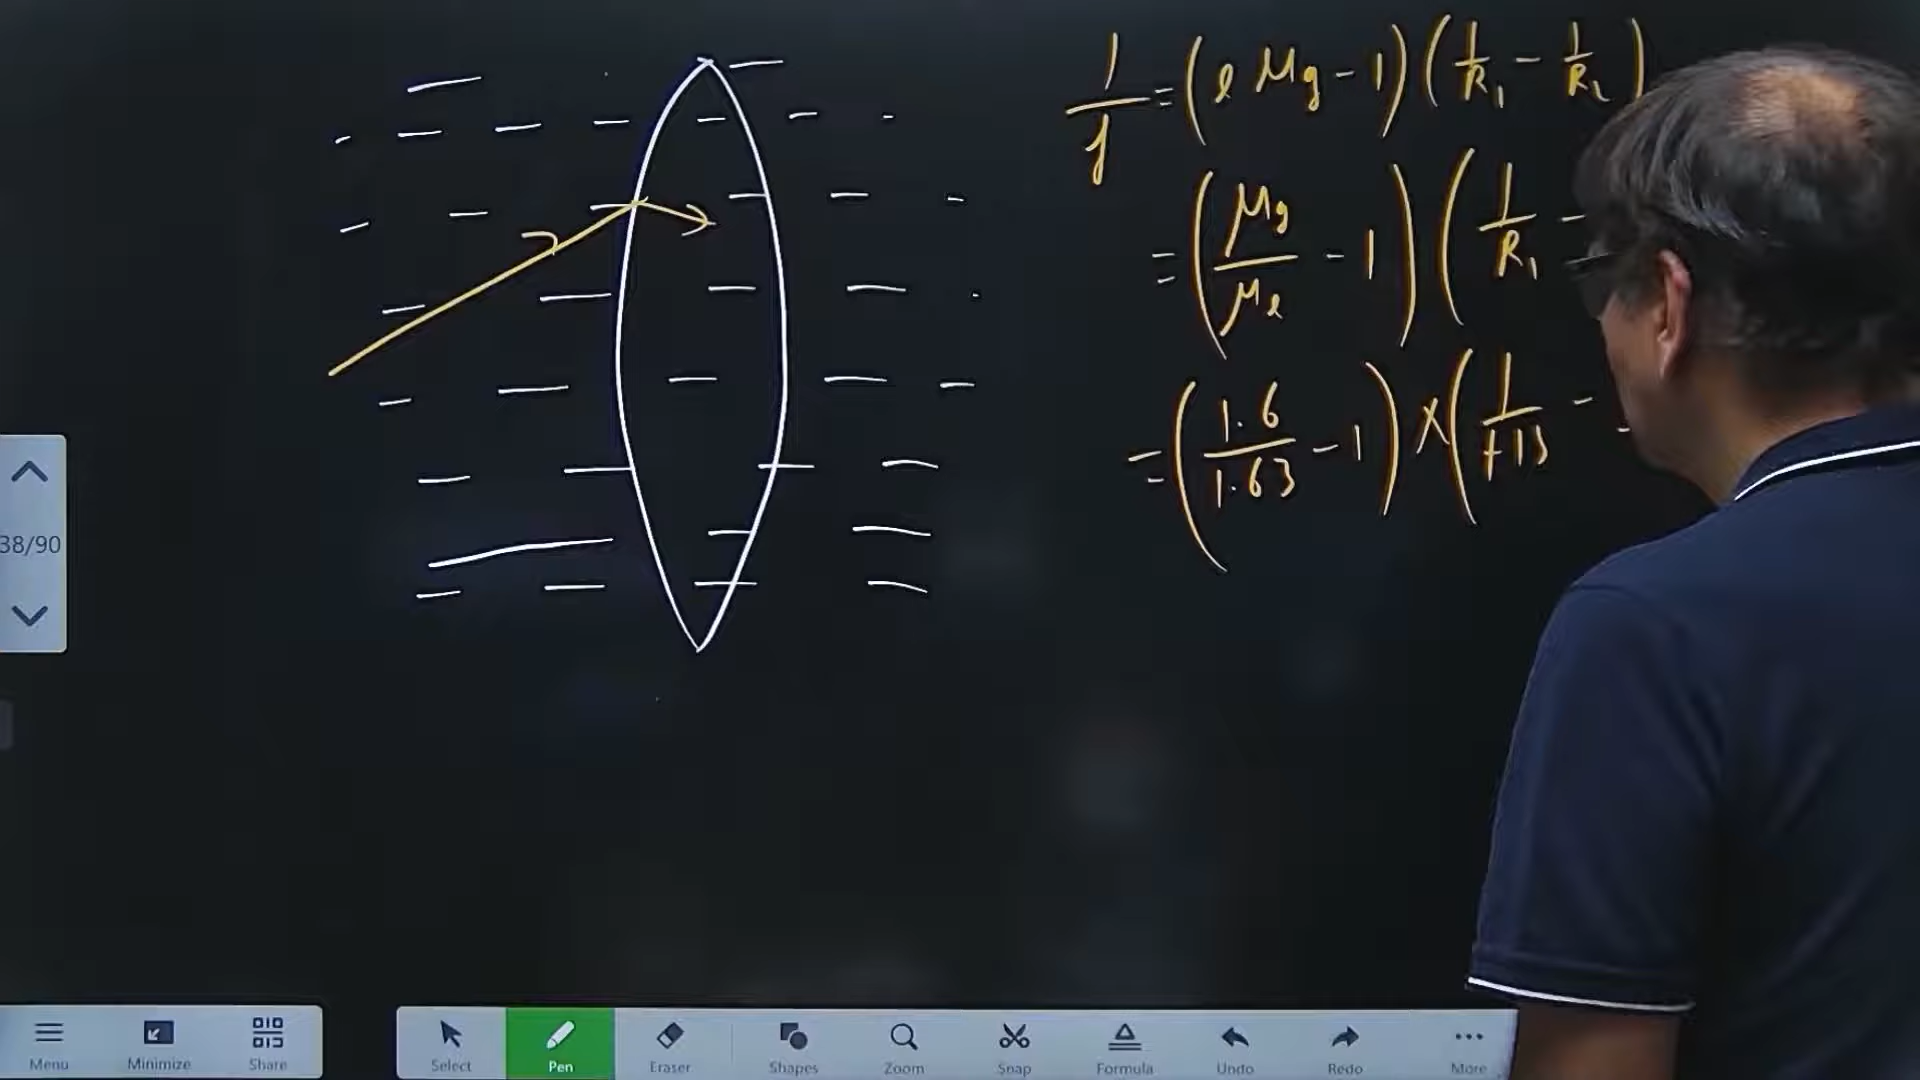 1/f = (ℓμg - 1)(1/R₁ - 1/R₂)
= (μg/μℓ - 1)(1/R₁ -
= (1.6/1.63 - 1) × (1/+15 -
38/90
Menu Minimize Share Select Pen Eraser Shapes Zoom Snap Formula Undo Redo More